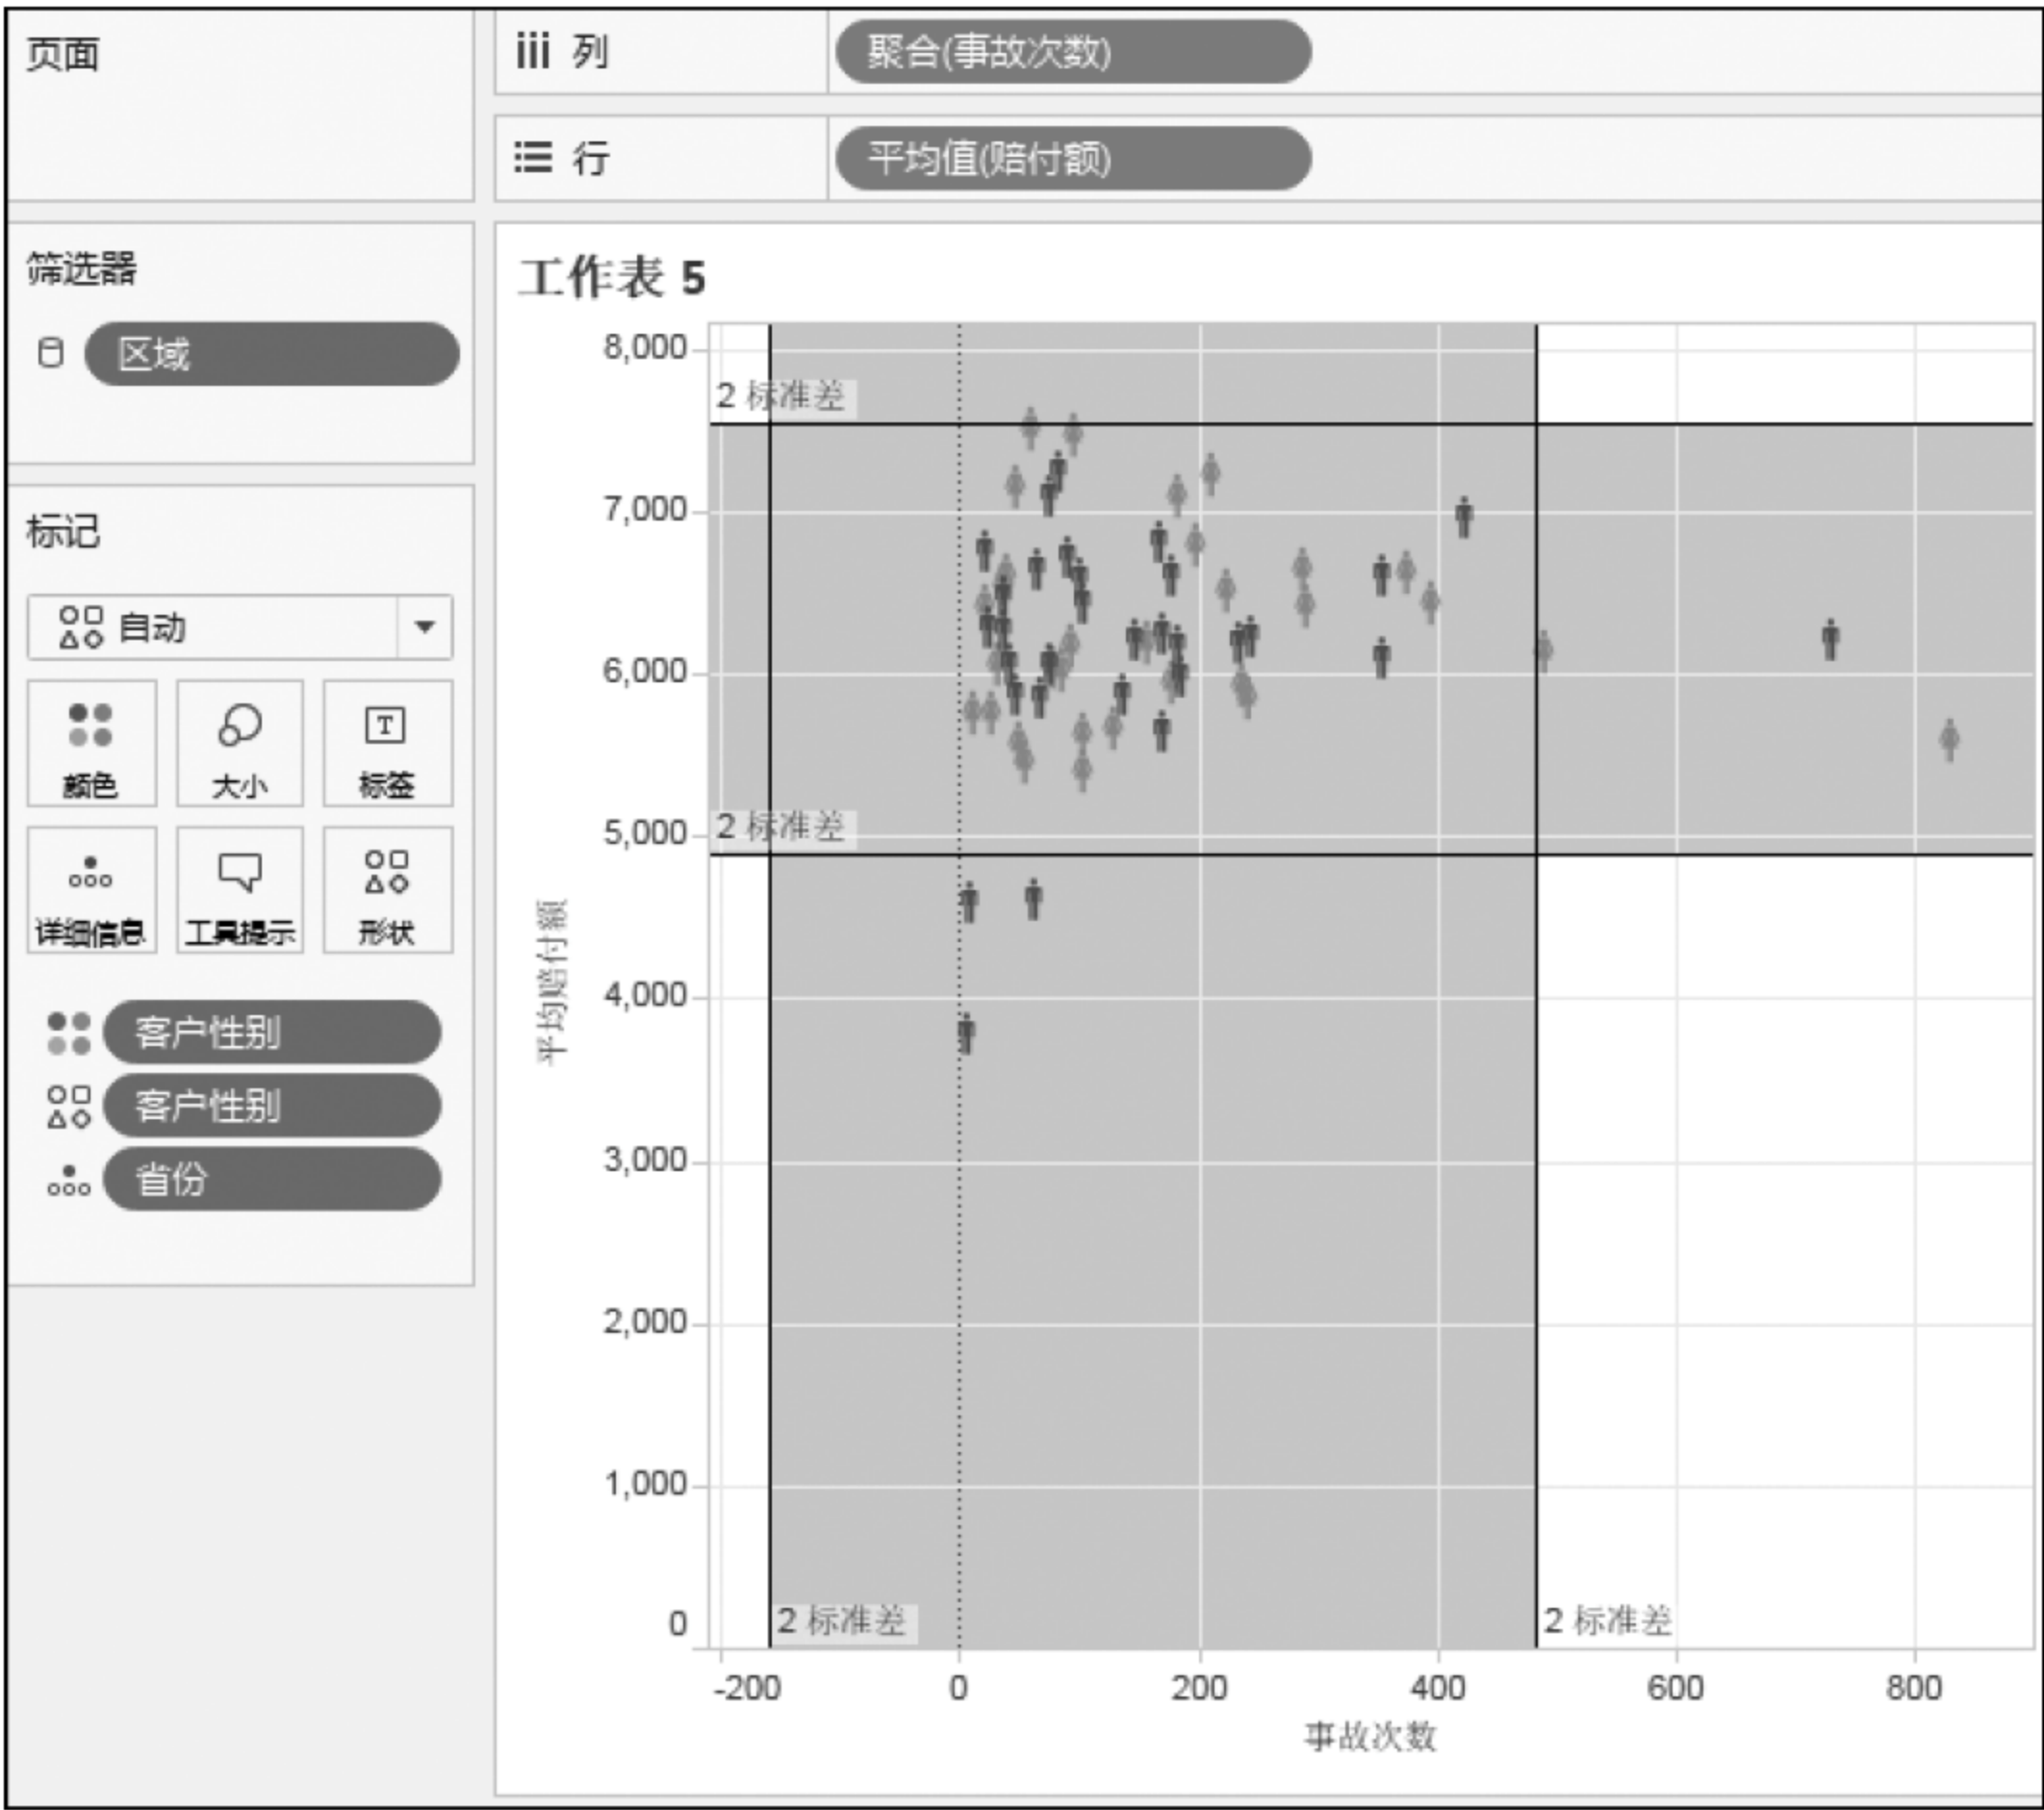 页面
iii 列
聚合(事故次数)
行
平均值(赔付额)
筛选器
区域
标记
自动
颜色
大小
T
标签
详细信息
工具提示
形状
客户性别
客户性别
省份
工作表 5
8,000
2 标准差
7,000
6,000
5,000
2 标准差
4,000
3,000
2,000
1,000
0
平均赔付额
2 标准差
2 标准差
-200
0
200
400
600
800
事故次数